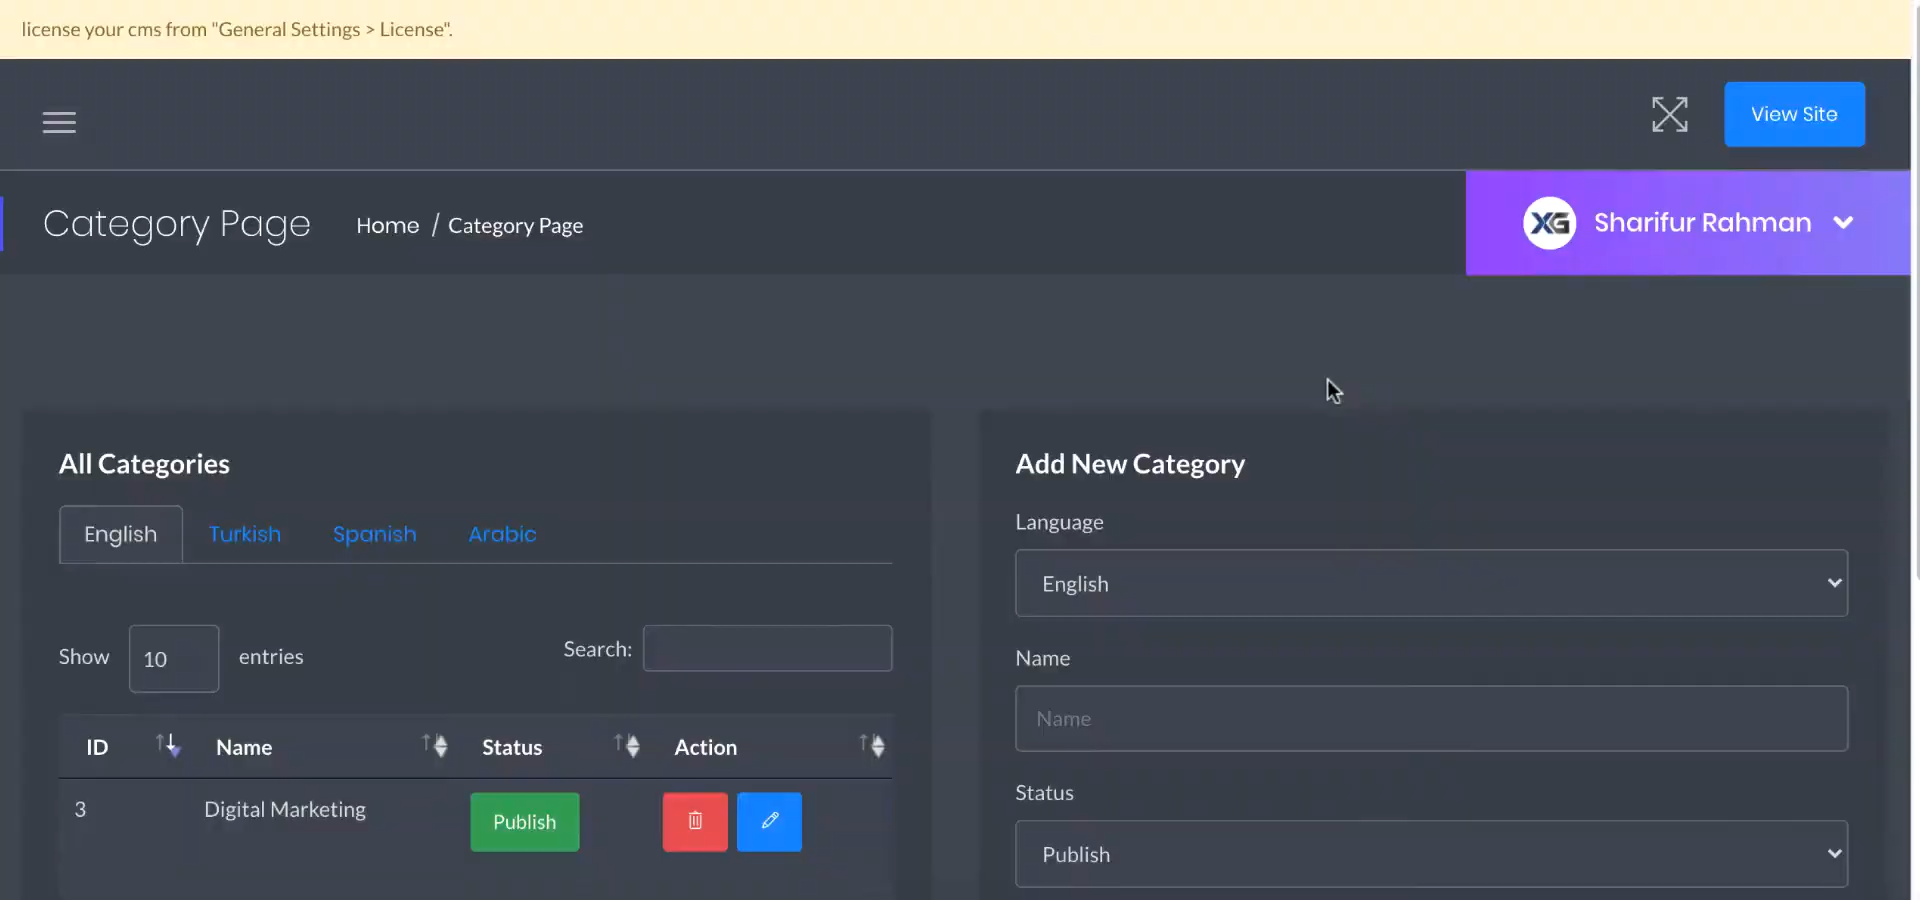 license your cms from "General Settings > License".
View Site
Category Page
Home / Category Page
XG
Sharifur Rahman
All Categories
English
Turkish
Spanish
Arabic
Show 10 entries
Search:
ID
Name
Status
Action
3
Digital Marketing
Publish
Add New Category
Language
English
Name
Name
Status
Publish